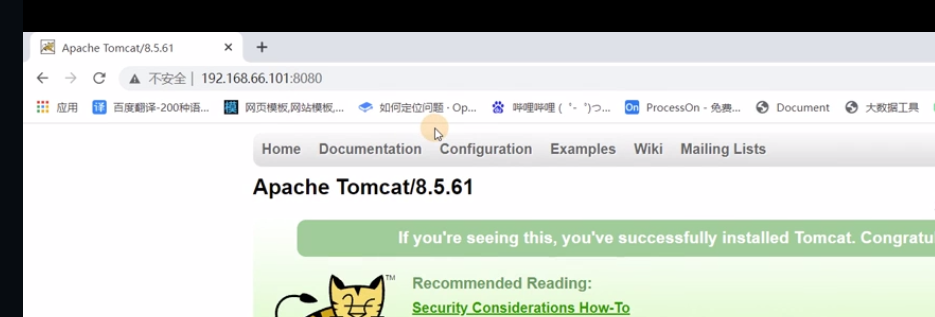 Apache Tomcat/8.5.61
不安全 | 192.168.66.101:8080
应用 译 百度翻译-200种语... 模 网页模板,网站模板,... 如何定位问题 · Op... 哔哩哔哩 ( ゜- ゜)つ... On ProcessOn - 免费... Document 大数据工具
Home Documentation Configuration Examples Wiki Mailing Lists
Apache Tomcat/8.5.61
If you're seeing this, you've successfully installed Tomcat. Congratu
TM
Recommended Reading:
Security Considerations How-To